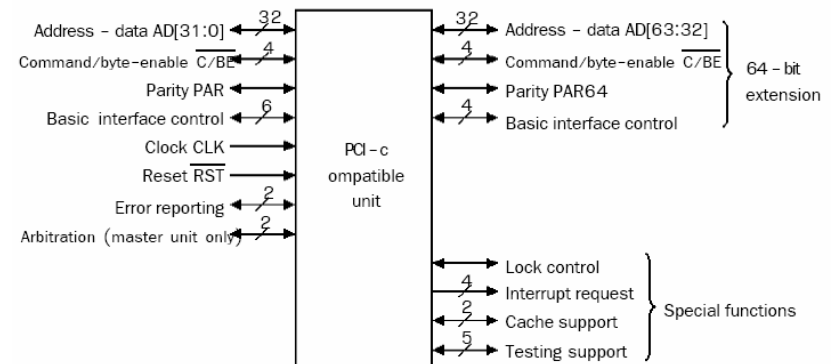 Address - data AD[31:0] 32
Command/byte-enable C/BE 4
Parity PAR
Basic interface control 6
Clock CLK
Reset RST
Error reporting 2
Arbitration (master unit only) 2
PCI-c
ompatible
unit
32 Address - data AD[63:32]
4 Command/byte-enable C/BE
Parity PAR64
4 Basic interface control
64-bit
extension
Lock control
4 Interrupt request
2 Cache support
5 Testing support
Special functions